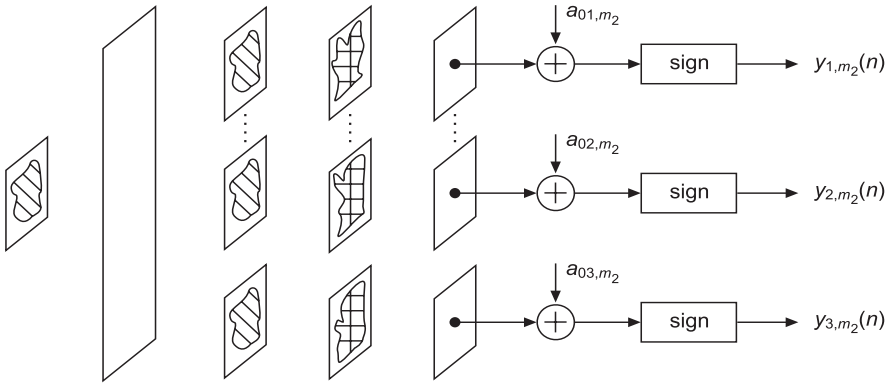 a₀₁,ₘ₂
sign y₁,ₘ₂(n)
a₀₂,ₘ₂
sign y₂,ₘ₂(n)
a₀₃,ₘ₂
sign y₃,ₘ₂(n)